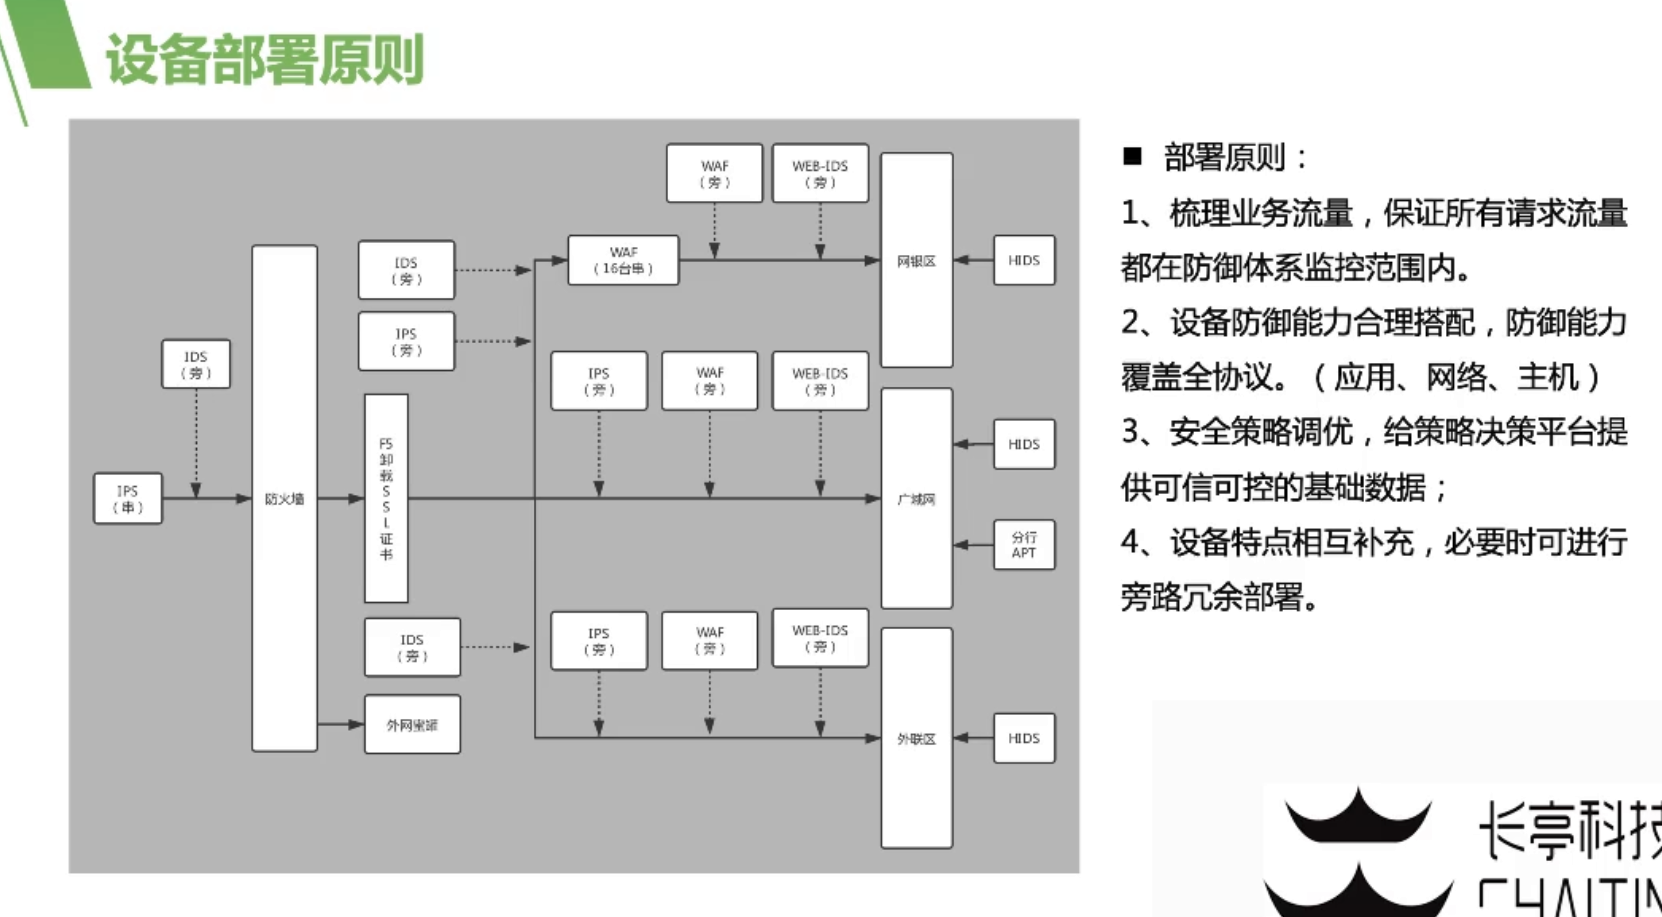 设备部署原则
WAF
（旁）
WEB-IDS
（旁）
IDS
（旁）
WAF
（16台串）
网银区
HIDS
IPS
（旁）
IDS
（旁）
IPS
（旁）
WAF
（旁）
WEB-IDS
（旁）
F5
卸
载
S
S
L
证
书
HIDS
IPS
（串）
防火墙
广域网
分行
APT
IDS
（旁）
IPS
（旁）
WAF
（旁）
WEB-IDS
（旁）
外网蜜罐
外联区
HIDS
■ 部署原则：
1、梳理业务流量，保证所有请求流量
都在防御体系监控范围内。
2、设备防御能力合理搭配，防御能力
覆盖全协议。（应用、网络、主机）
3、安全策略调优，给策略决策平台提
供可信可控的基础数据；
4、设备特点相互补充，必要时可进行
旁路冗余部署。
长亭科技
CHAITIN